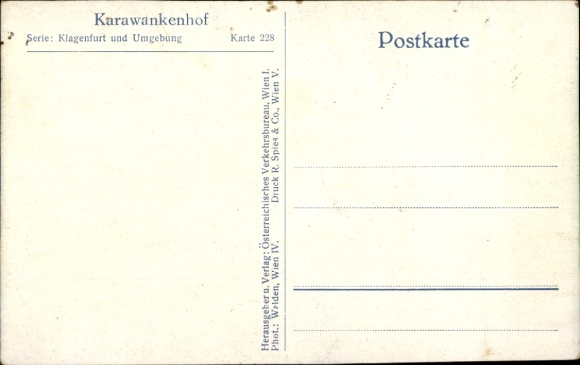 Karawankenhof
Serie: Klagenfurt und Umgebung Karte 228
Postkarte
Herausgeber u. Verlag: Österreichisches Verkehrsbureau, Wien I.
Phot.: Walden, Wien IV. Druck R. Spies & Co., Wien V.